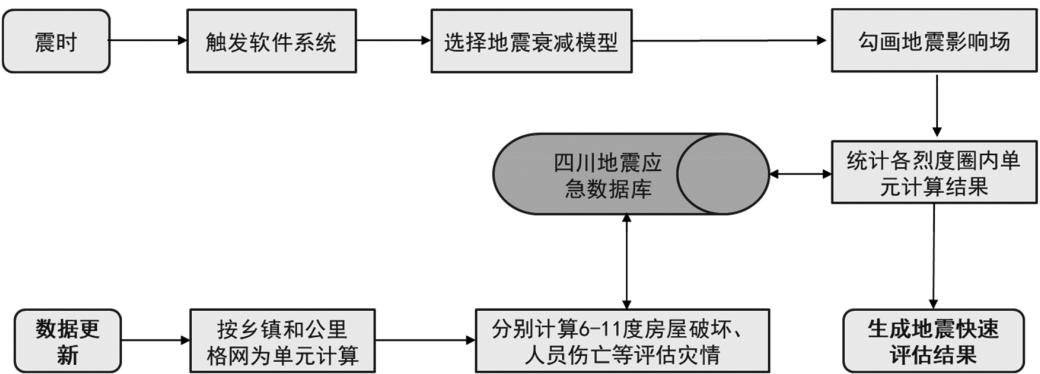 震时
触发软件系统
选择地震衰减模型
勾画地震影响场
四川地震应
急数据库
统计各烈度圈内单
元计算结果
数据更
新
按乡镇和公里
格网为单元计算
分别计算6-11度房屋破坏、
人员伤亡等评估灾情
生成地震快速
评估结果